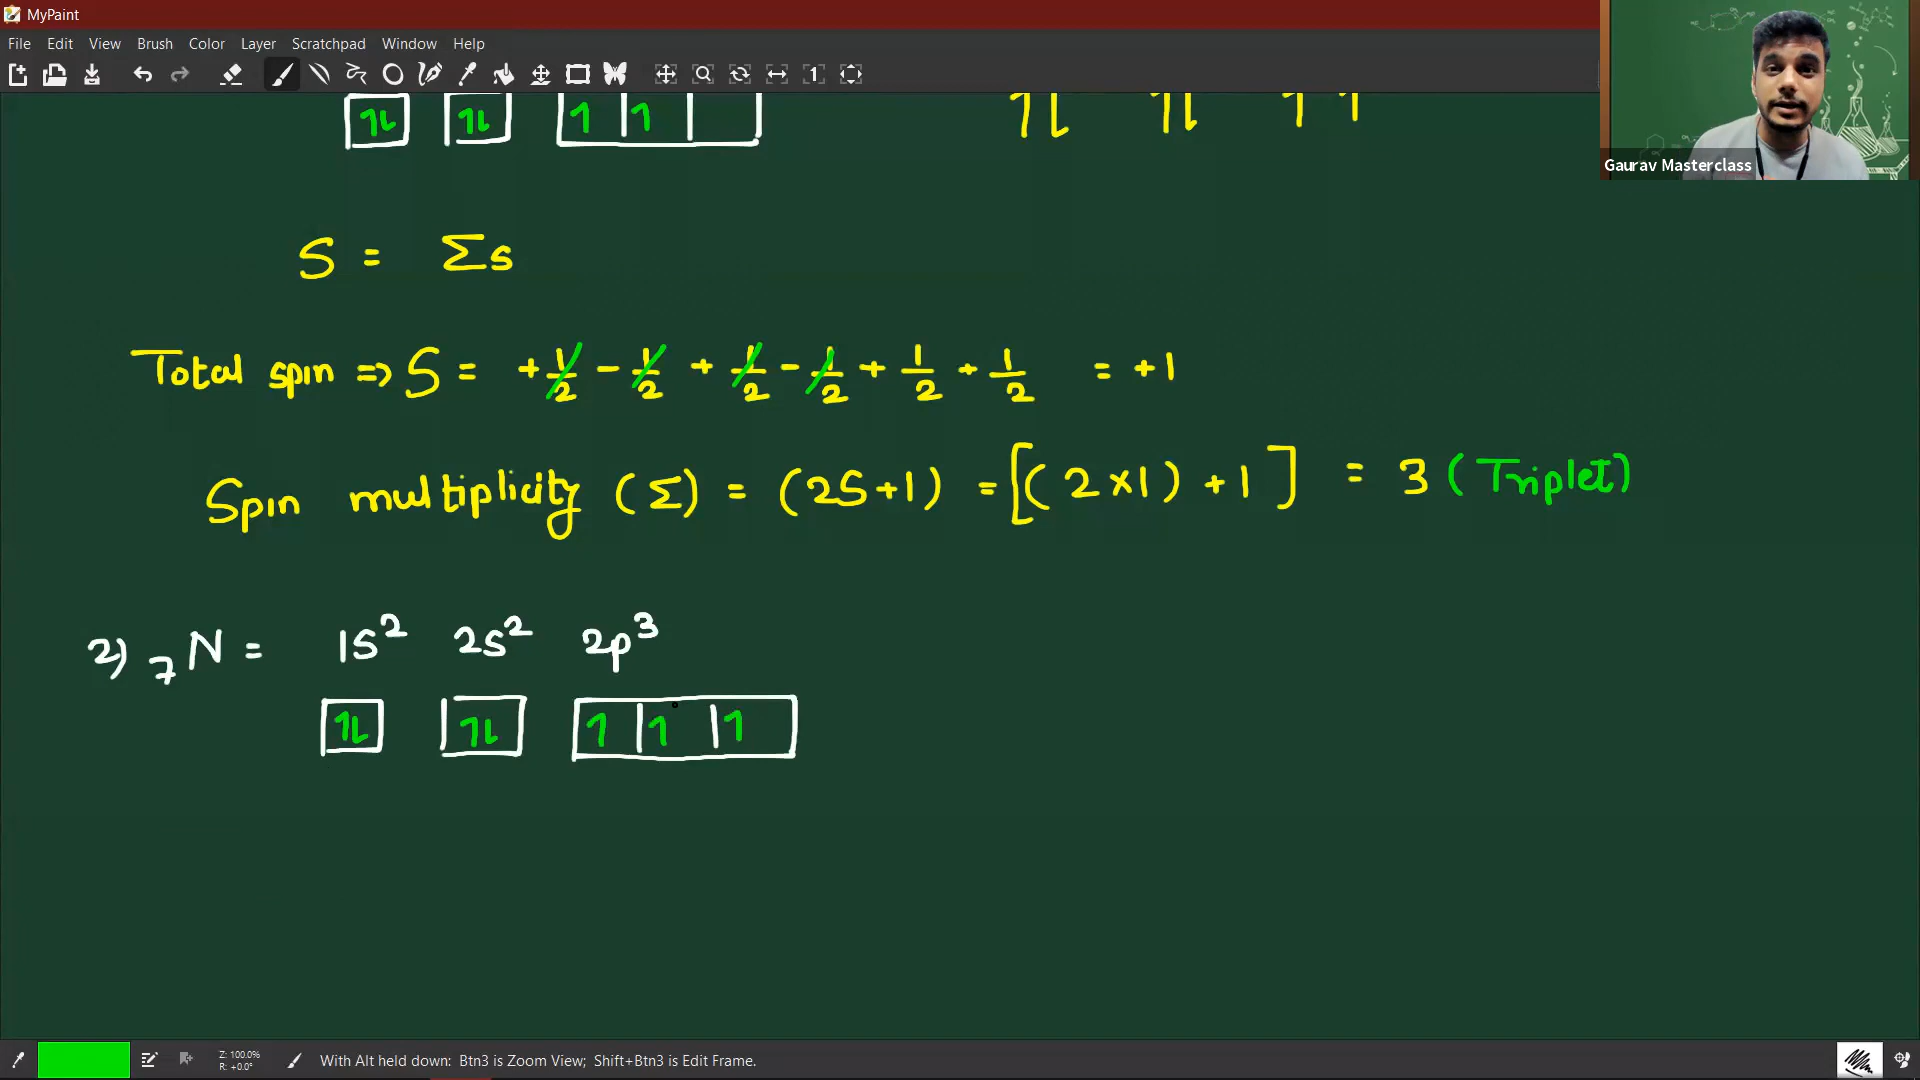 MyPaint
File Edit View Brush Color Layer Scratchpad Window Help
1
Gaurav Masterclass
↿⇂ ↿⇂ ↿ ↿
↿⇂ ↿⇂ ↿ ↿
S = Σs
Total spin => S = +1/2 - 1/2 + 1/2 - 1/2 + 1/2 + 1/2 = +1
Spin multiplicity (Σ) = (2S+1) = [(2×1) + 1] = 3 (Triplet)
2) ₇N = 1s² 2s² 2p³
↿⇂ ↿⇂ ↿ ↿ ↿
Z: 100.0%
R: +0.0°
With Alt held down: Btn3 is Zoom View; Shift+Btn3 is Edit Frame.